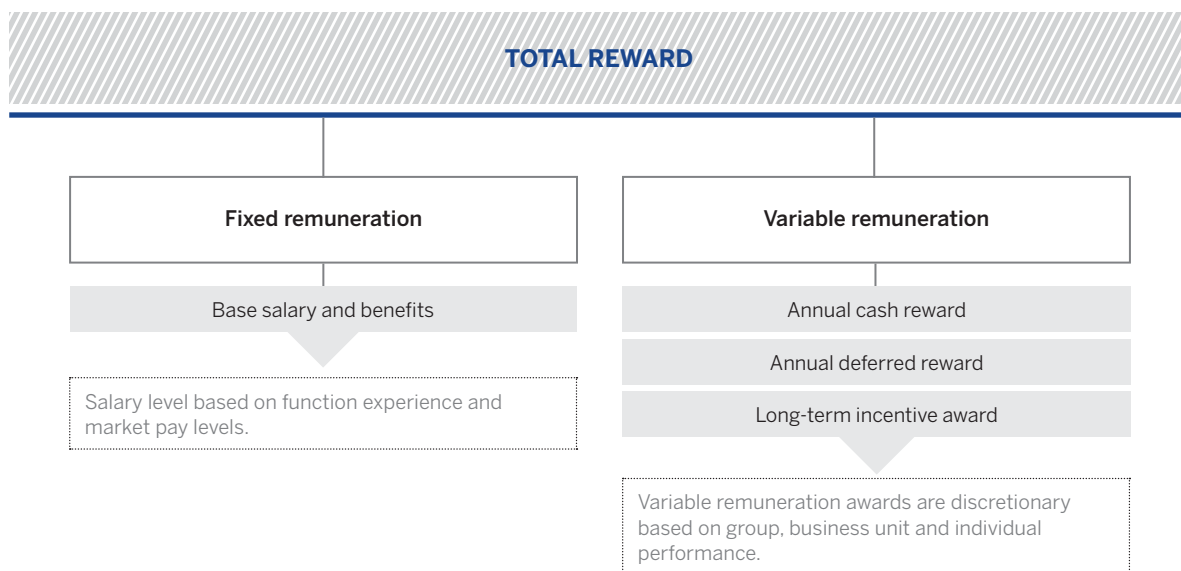 TOTAL REWARD
Fixed remuneration
Base salary and benefits
Salary level based on function experience and
market pay levels.
Variable remuneration
Annual cash reward
Annual deferred reward
Long-term incentive award
Variable remuneration awards are discretionary
based on group, business unit and individual
performance.